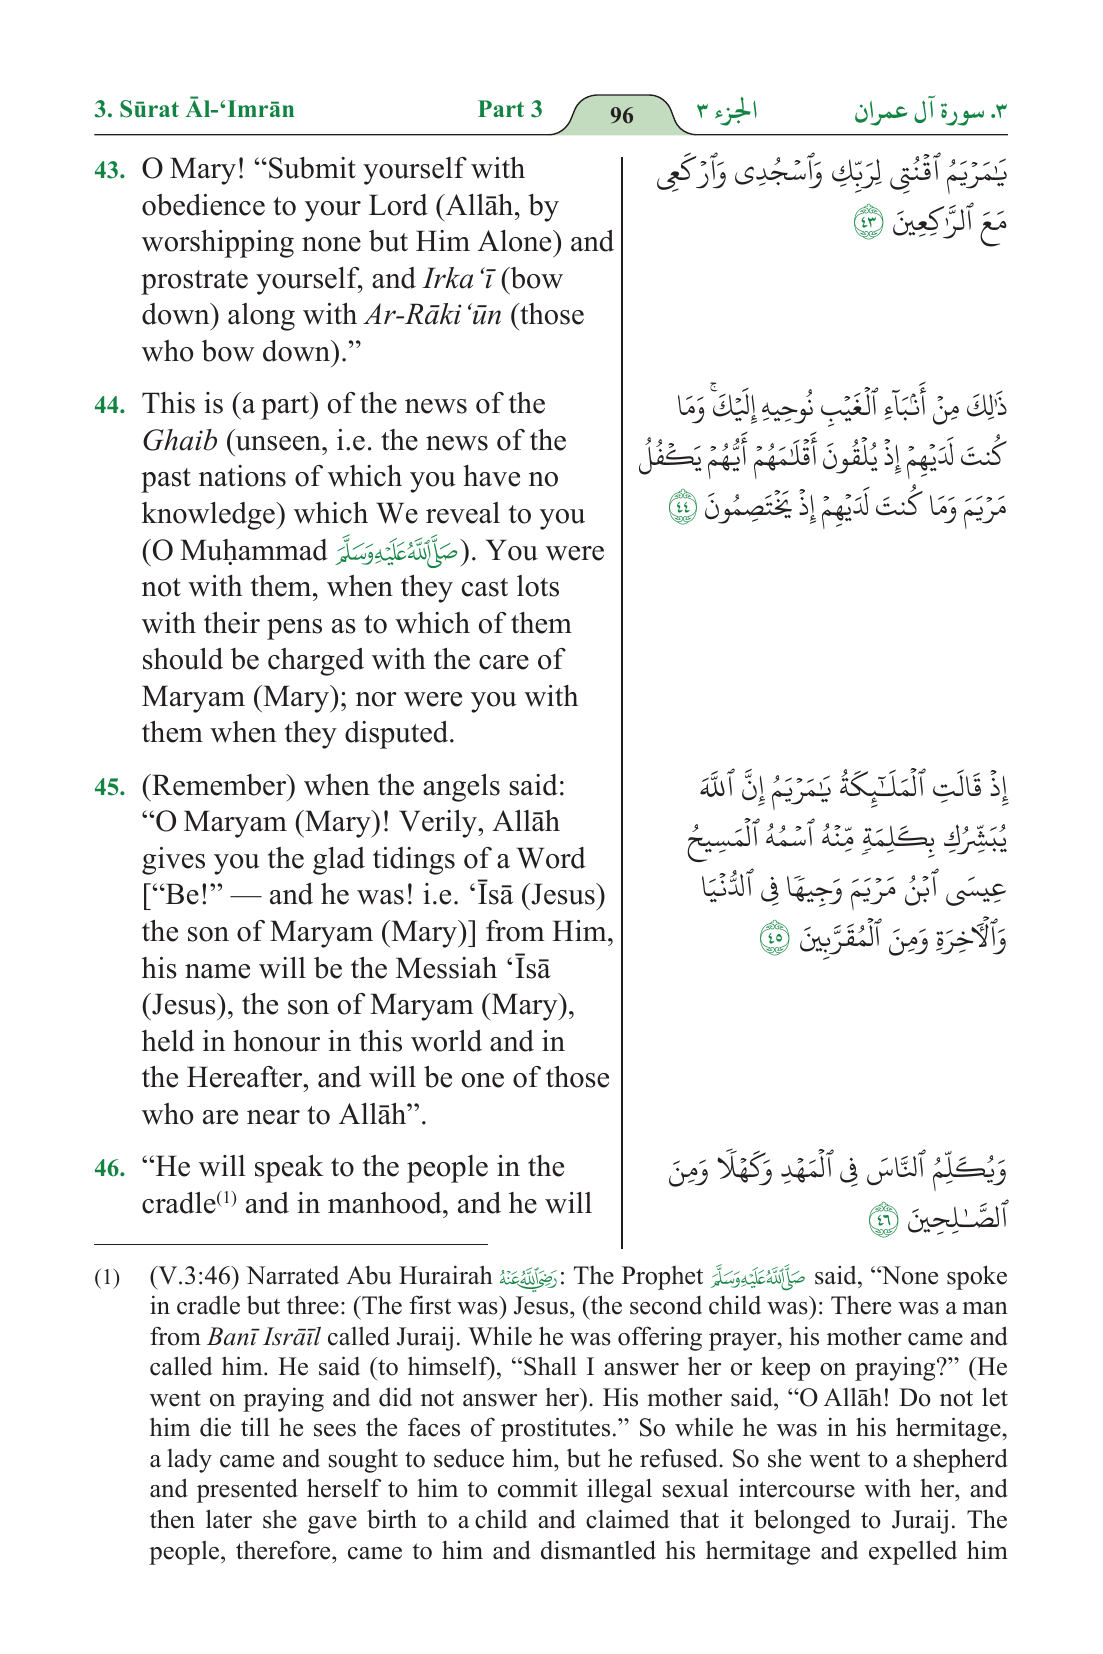 3. Sūrat Āl-‘Imrān Part 3 96 الجزء ٣ ٣. سورة آل عمران
43. O Mary! “Submit yourself with
obedience to your Lord (Allāh, by
worshipping none but Him Alone) and
prostrate yourself, and Irka‘ī (bow
down) along with Ar-Rāki‘ūn (those
who bow down).”
يَـٰمَرْيَمُ ٱقْنُتِى لِرَبِّكِ وَٱسْجُدِى وَٱرْكَعِى
مَعَ ٱلرَّٰكِعِينَ ٤٣
44. This is (a part) of the news of the
Ghaib (unseen, i.e. the news of the
past nations of which you have no
knowledge) which We reveal to you
(O Muḥammad صَلَّى ٱللَّهُ عَلَيْهِ وَسَلَّمَ). You were
not with them, when they cast lots
with their pens as to which of them
should be charged with the care of
Maryam (Mary); nor were you with
them when they disputed.
ذَٰلِكَ مِنْ أَنۢبَآءِ ٱلْغَيْبِ نُوحِيهِ إِلَيْكَ ۚ وَمَا
كُنتَ لَدَيْهِمْ إِذْ يُلْقُونَ أَقْلَـٰمَهُمْ أَيُّهُمْ يَكْفُلُ
مَرْيَمَ وَمَا كُنتَ لَدَيْهِمْ إِذْ يَخْتَصِمُونَ ٤٤
45. (Remember) when the angels said:
“O Maryam (Mary)! Verily, Allāh
gives you the glad tidings of a Word
[“Be!” — and he was! i.e. ‘Īsā (Jesus)
the son of Maryam (Mary)] from Him,
his name will be the Messiah ‘Īsā
(Jesus), the son of Maryam (Mary),
held in honour in this world and in
the Hereafter, and will be one of those
who are near to Allāh”.
إِذْ قَالَتِ ٱلْمَلَـٰٓئِكَةُ يَـٰمَرْيَمُ إِنَّ ٱللَّهَ
يُبَشِّرُكِ بِكَلِمَةٍ مِّنْهُ ٱسْمُهُ ٱلْمَسِيحُ
عِيسَى ٱبْنُ مَرْيَمَ وَجِيهًا فِى ٱلدُّنْيَا
وَٱلْـَٔاخِرَةِ وَمِنَ ٱلْمُقَرَّبِينَ ٤٥
46. “He will speak to the people in the
cradle(1) and in manhood, and he will
وَيُكَلِّمُ ٱلنَّاسَ فِى ٱلْمَهْدِ وَكَهْلًا وَمِنَ
ٱلصَّـٰلِحِينَ ٤٦
(1) (V.3:46) Narrated Abu Hurairah رَضِيَ ٱللَّهُ عَنْهُ: The Prophet صَلَّى ٱللَّهُ عَلَيْهِ وَسَلَّمَ said, “None spoke
in cradle but three: (The first was) Jesus, (the second child was): There was a man
from Banī Isrāīl called Juraij. While he was offering prayer, his mother came and
called him. He said (to himself), “Shall I answer her or keep on praying?” (He
went on praying and did not answer her). His mother said, “O Allāh! Do not let
him die till he sees the faces of prostitutes.” So while he was in his hermitage,
a lady came and sought to seduce him, but he refused. So she went to a shepherd
and presented herself to him to commit illegal sexual intercourse with her, and
then later she gave birth to a child and claimed that it belonged to Juraij. The
people, therefore, came to him and dismantled his hermitage and expelled him